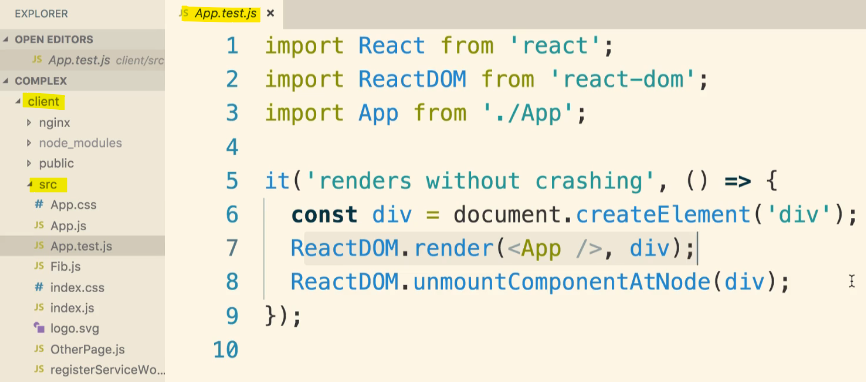 EXPLORER
OPEN EDITORS
JS App.test.js client/src
COMPLEX
client
nginx
node_modules
public
src
# App.css
JS App.js
JS App.test.js
JS Fib.js
# index.css
JS index.js
logo.svg
JS OtherPage.js
JS registerServiceWo...
JS App.test.js ×
1 import React from 'react';
2 import ReactDOM from 'react-dom';
3 import App from './App';
4
5 it('renders without crashing', () => {
6 const div = document.createElement('div');
7 ReactDOM.render(<App />, div);
8 ReactDOM.unmountComponentAtNode(div);
9 });
10